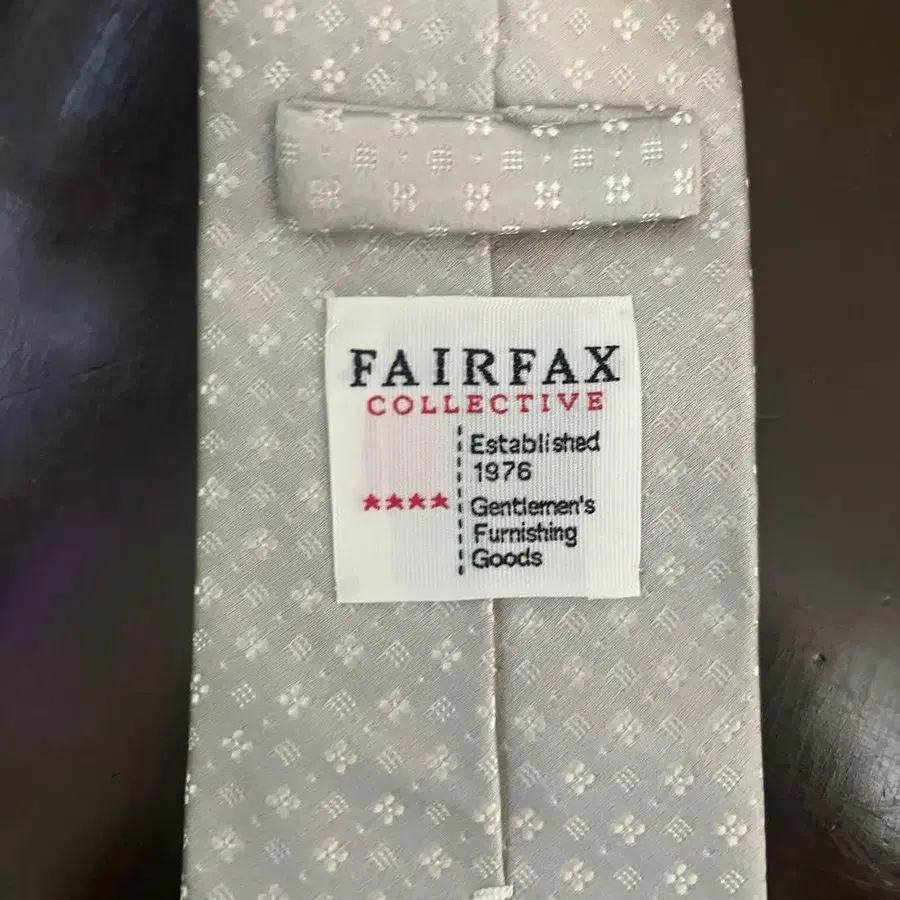 FAIRFAX
COLLECTIVE
Established
1976
★★★★
Gentlemen's
Furnishing
Goods